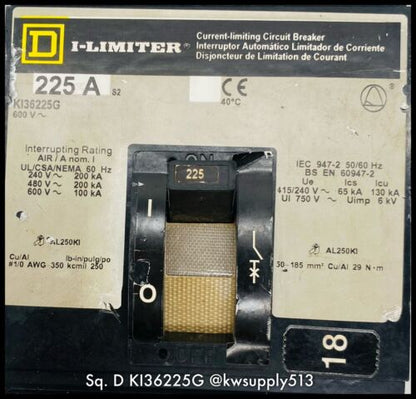 D
I-LIMITER®
Current-limiting Circuit Breaker
Interruptor Automático Limitador de Corriente
Disjoncteur de Limitation de Courant
225 A S2
CE
40°C
KI36225G
600 V~
Interrupting Rating
AIR / A nom. I
UL/CSA/NEMA 60 Hz
240 V~ 200 kA
480 V~ 200 kA
600 V~ 100 kA
ON
225
I
O
OFF
IEC 947-2 50/60 Hz
BS EN 60947-2
Ue Ics Icu
415/240 V~ 65 kA 130 kA
Ui 750 V~ Uimp 6 kV
AL250KI
Cu/Al lb-in/pulg/po
#1/0 AWG 350 kcmil 250
AL250KI
50-185 mm² Cu/Al 29 N·m
18
Sq. D KI36225G @kwsupply513